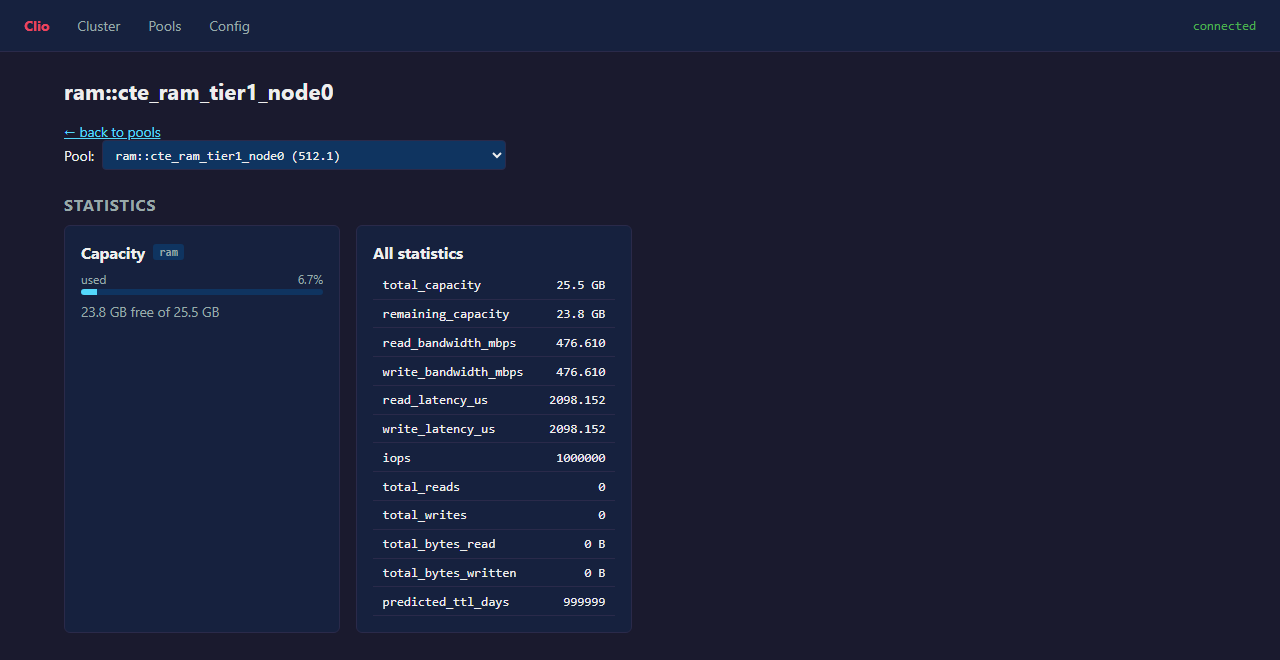 Clio Cluster Pools Config connected
ram::cte_ram_tier1_node0
← back to pools
Pool: ram::cte_ram_tier1_node0 (512.1)
STATISTICS
Capacity ram
used 6.7%
23.8 GB free of 25.5 GB
All statistics
total_capacity 25.5 GB
remaining_capacity 23.8 GB
read_bandwidth_mbps 476.610
write_bandwidth_mbps 476.610
read_latency_us 2098.152
write_latency_us 2098.152
iops 1000000
total_reads 0
total_writes 0
total_bytes_read 0 B
total_bytes_written 0 B
predicted_ttl_days 999999